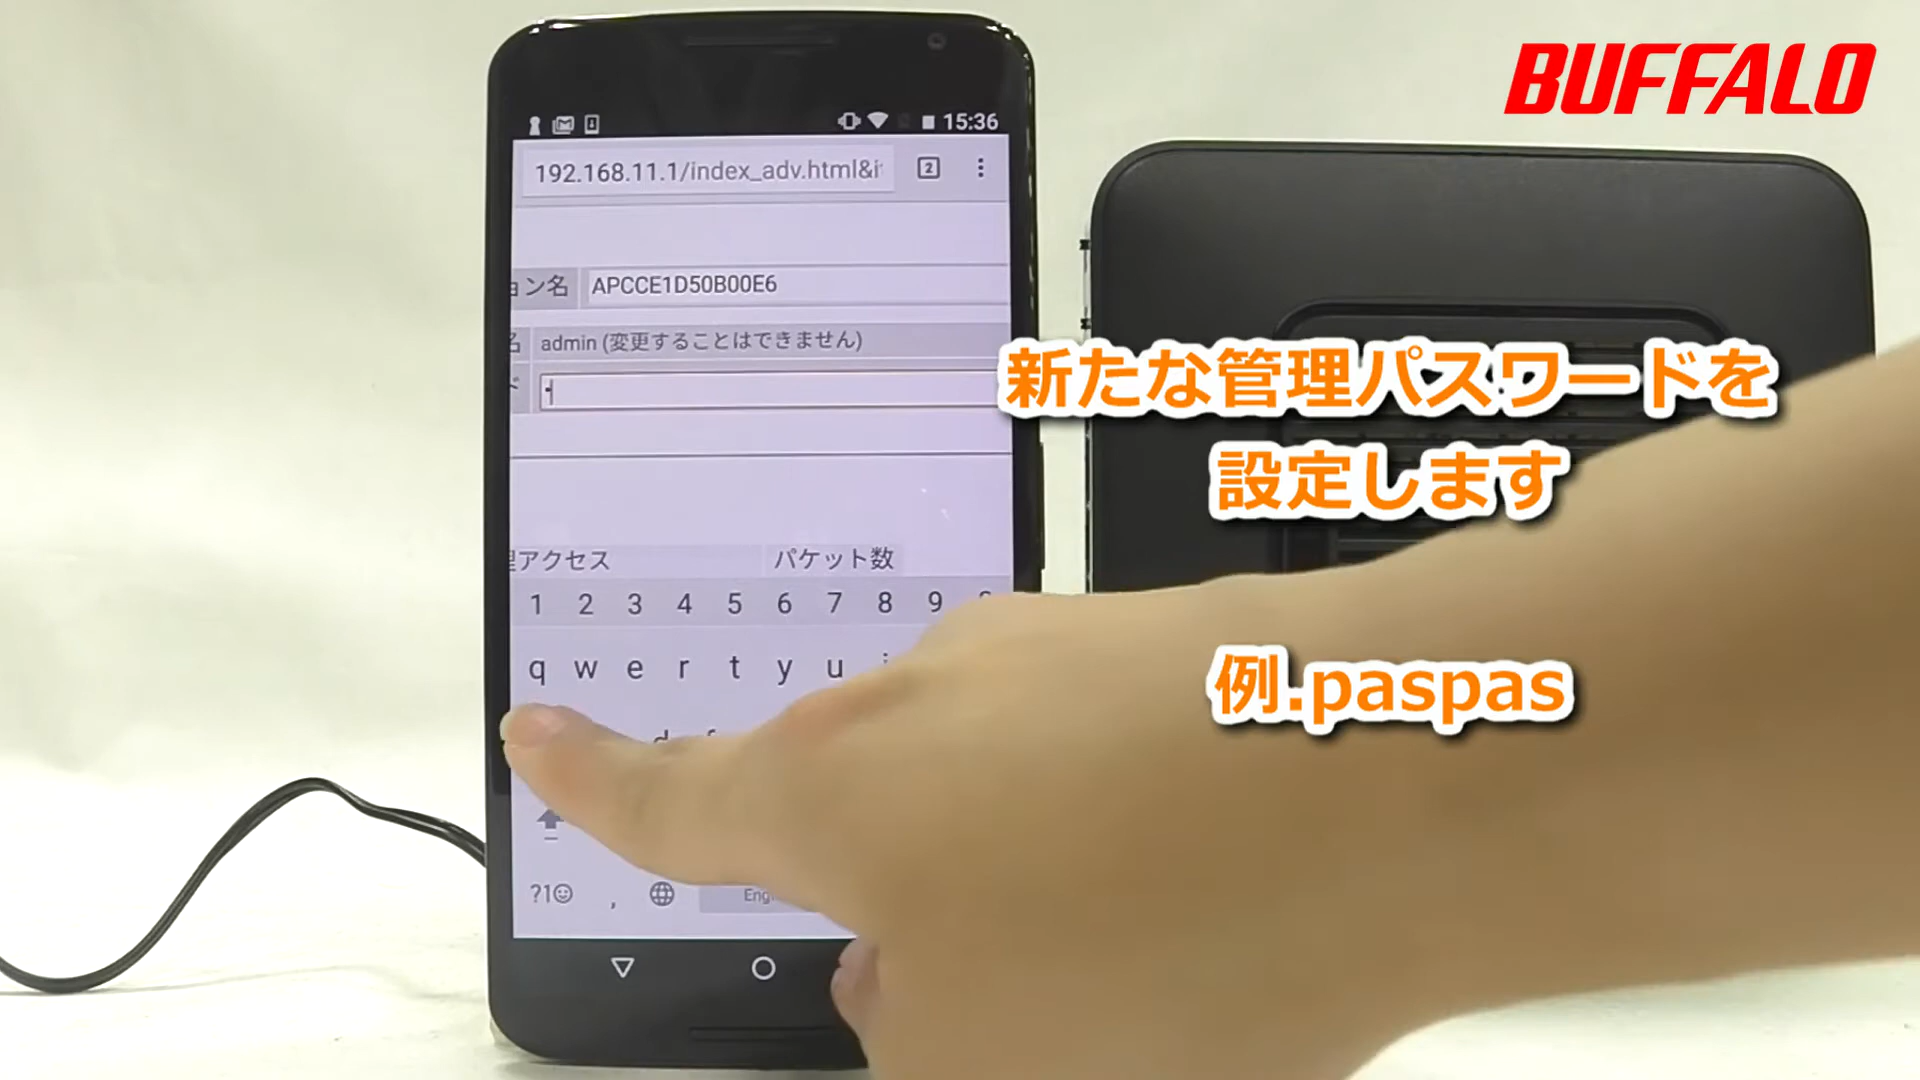 BUFFALO
15:36
192.168.11.1/index_adv.html&i
2
ョン名 APCCE1D50B00E6
名 admin (変更することはできません)
ド
新たな管理パスワードを
設定します
理アクセス パケット数
1 2 3 4 5 6 7 8 9
q w e r t y u
例.paspas
?1☺ ,